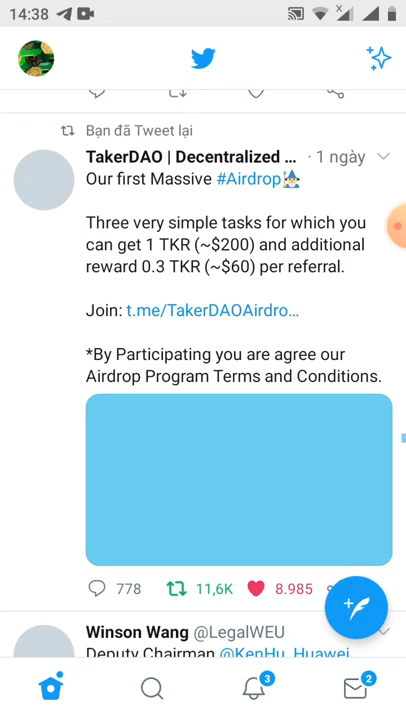 14:38
Bạn đã Tweet lại
TakerDAO | Decentralized ... · 1 ngày
Our first Massive #Airdrop
Three very simple tasks for which you
can get 1 TKR (~$200) and additional
reward 0.3 TKR (~$60) per referral.
Join: t.me/TakerDAOAirdro...
*By Participating you are agree our
Airdrop Program Terms and Conditions.
778 11,6K 8.985
Winson Wang @LegalWEU
Deputy Chairman @KenHu, Huawei
3 2